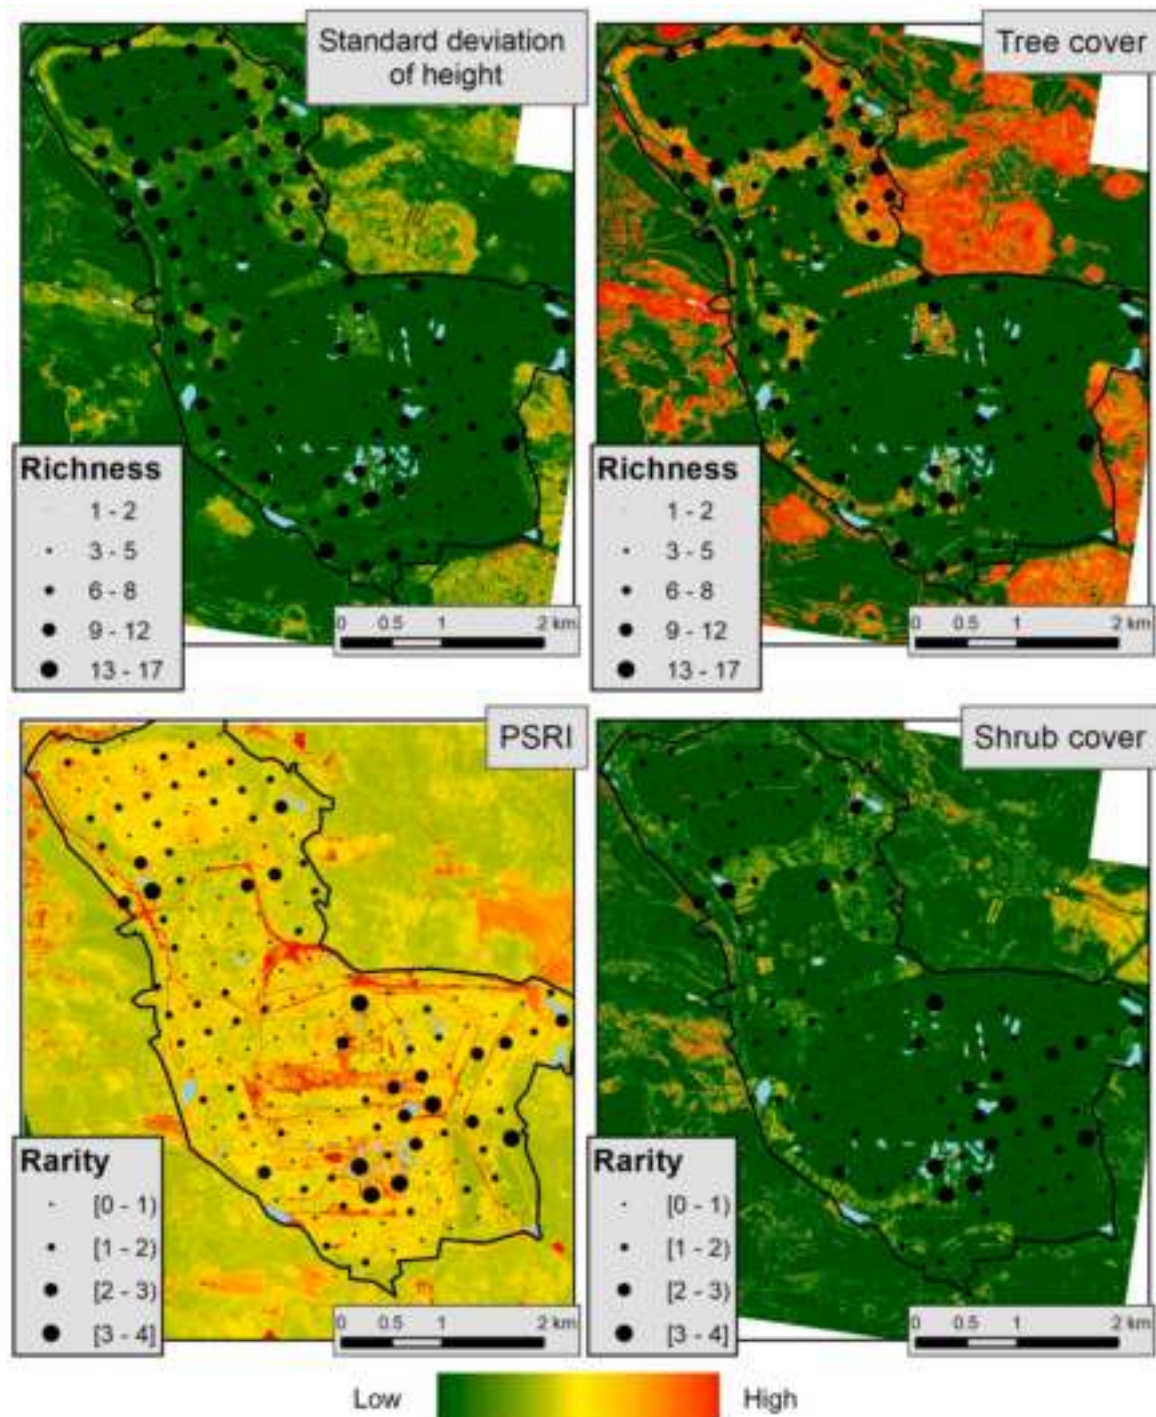 Standard deviation
of height
Tree cover
Richness
1 - 2
3 - 5
6 - 8
9 - 12
13 - 17
0 0.5 1 2 km
Richness
1 - 2
3 - 5
6 - 8
9 - 12
13 - 17
0 0.5 1 2 km
PSRI
Shrub cover
Rarity
[0 - 1)
[1 - 2)
[2 - 3)
[3 - 4]
0 0.5 1 2 km
Rarity
[0 - 1)
[1 - 2)
[2 - 3)
[3 - 4]
0 0.5 1 2 km
Low High